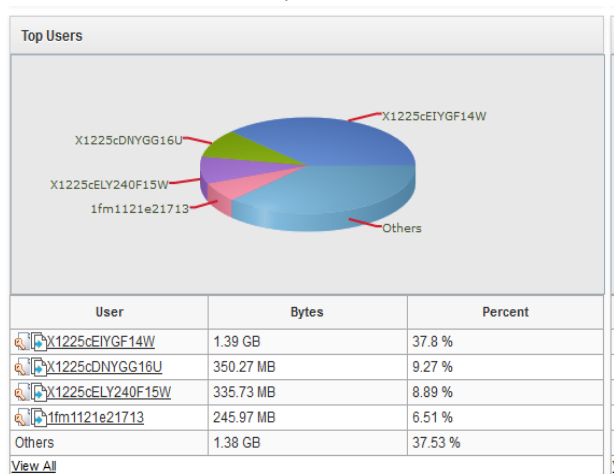 Top Users
X1225cEIYGF14W
X1225cDNYGG16U
X1225cELY240F15W
1fm1121e21713
Others
User Bytes Percent
X1225cEIYGF14W 1.39 GB 37.8 %
X1225cDNYGG16U 350.27 MB 9.27 %
X1225cELY240F15W 335.73 MB 8.89 %
1fm1121e21713 245.97 MB 6.51 %
Others 1.38 GB 37.53 %
View All